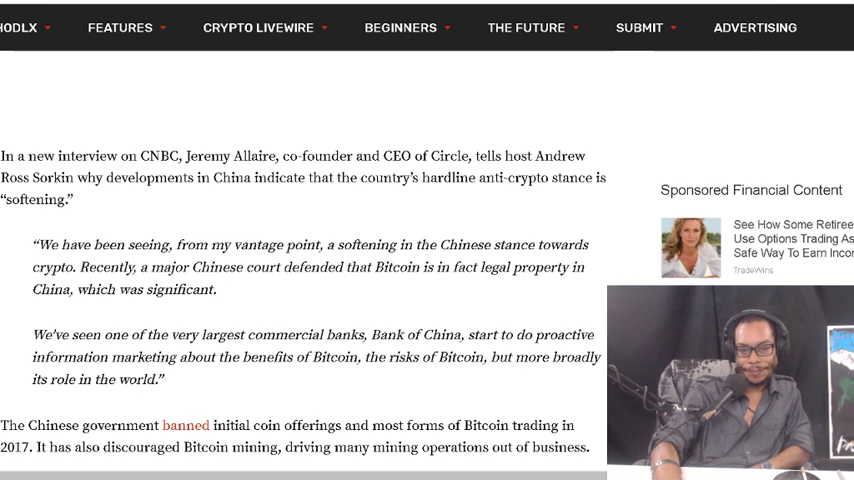 HODLX
FEATURES
CRYPTO LIVEWIRE
BEGINNERS
THE FUTURE
SUBMIT
ADVERTISING
In a new interview on CNBC, Jeremy Allaire, co-founder and CEO of Circle, tells host Andrew
Ross Sorkin why developments in China indicate that the country's hardline anti-crypto stance is
“softening.”
“We have been seeing, from my vantage point, a softening in the Chinese stance towards
crypto. Recently, a major Chinese court defended that Bitcoin is in fact legal property in
China, which was significant.
We've seen one of the very largest commercial banks, Bank of China, start to do proactive
information marketing about the benefits of Bitcoin, the risks of Bitcoin, but more broadly
its role in the world.”
The Chinese government banned initial coin offerings and most forms of Bitcoin trading in
2017. It has also discouraged Bitcoin mining, driving many mining operations out of business.
Sponsored Financial Content
See How Some Retiree
Use Options Trading As
Safe Way To Earn Incor
TradeWins